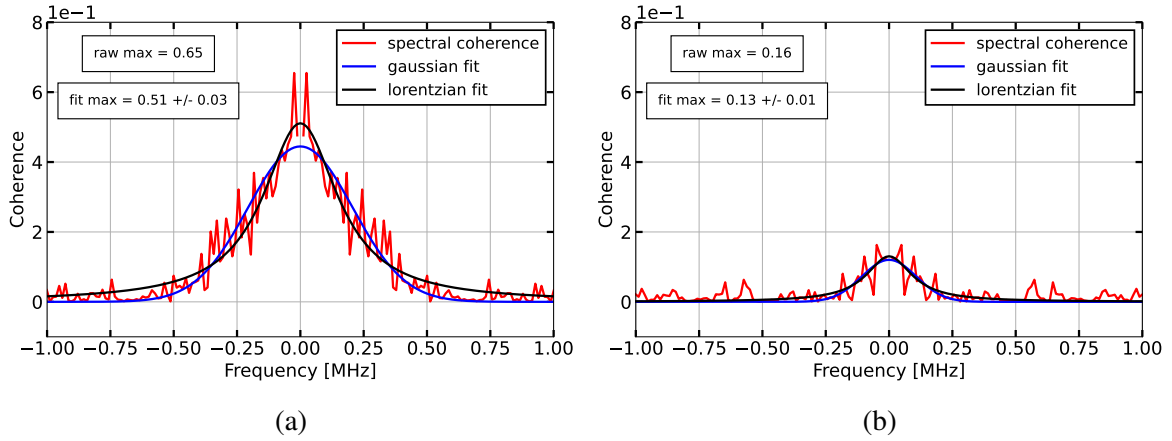 8e−1
raw max = 0.65
fit max = 0.51 +/- 0.03
spectral coherence
gaussian fit
lorentzian fit
6
4
2
0
Coherence
−1.00 −0.75 −0.50 −0.25 0.00 0.25 0.50 0.75 1.00
Frequency [MHz]
(a)
8e−1
raw max = 0.16
fit max = 0.13 +/- 0.01
spectral coherence
gaussian fit
lorentzian fit
6
4
2
0
Coherence
−1.00 −0.75 −0.50 −0.25 0.00 0.25 0.50 0.75 1.00
Frequency [MHz]
(b)